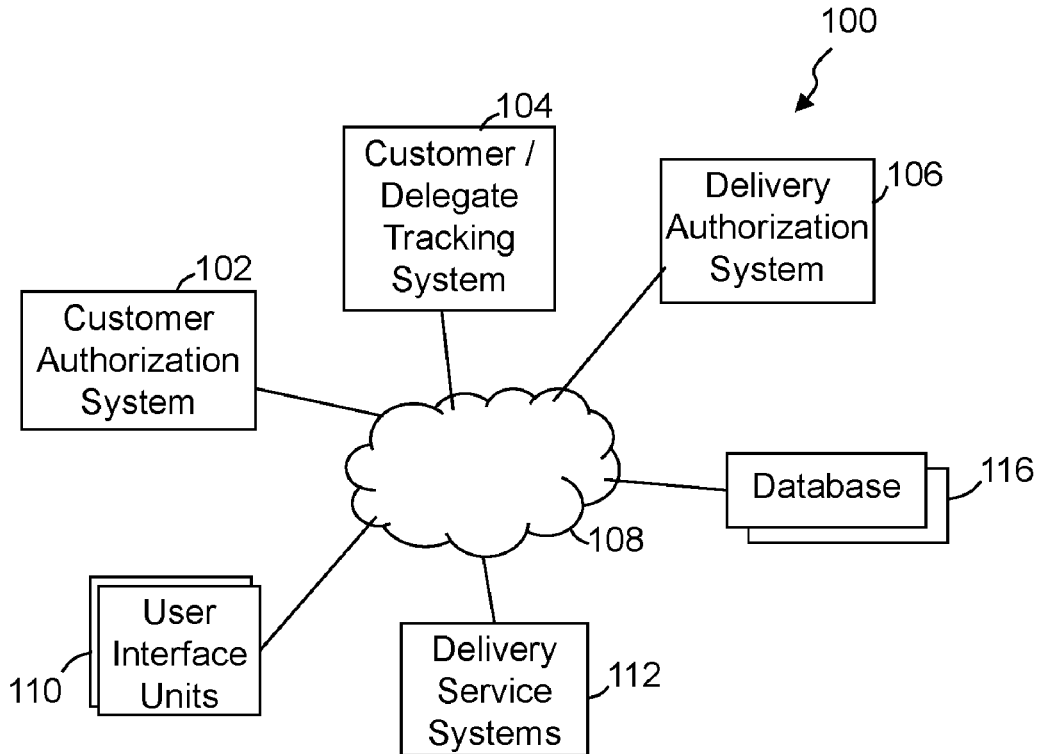 100
104
Customer /
Delegate
Tracking
System
Delivery
Authorization
System
106
102
Customer
Authorization
System
Database
116
108
User
Interface
Units
110
Delivery
Service
Systems
112